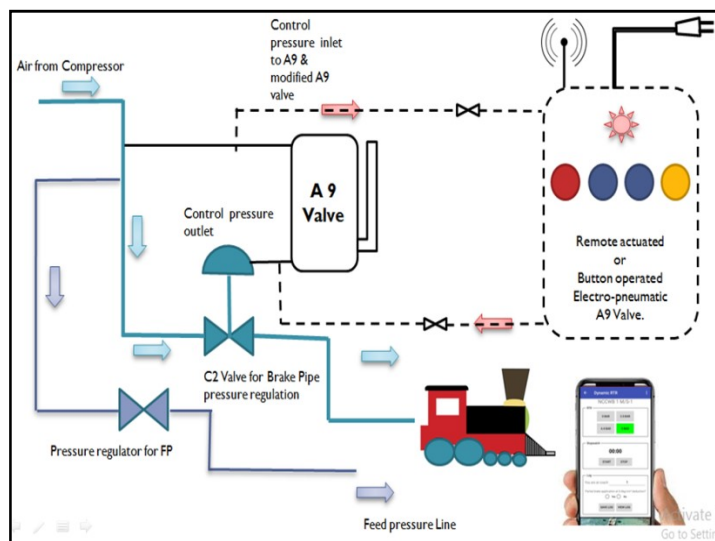 Control
pressure inlet
to A9 &
modified A9
valve
Air from Compressor
A 9
Valve
Control pressure
outlet
Remote actuated
or
Button operated
Electro-pneumatic
A9 Valve.
C2 Valve for Brake Pipe
pressure regulation
Pressure regulator for FP
Feed pressure Line
00:00
Activate
Go to Settin